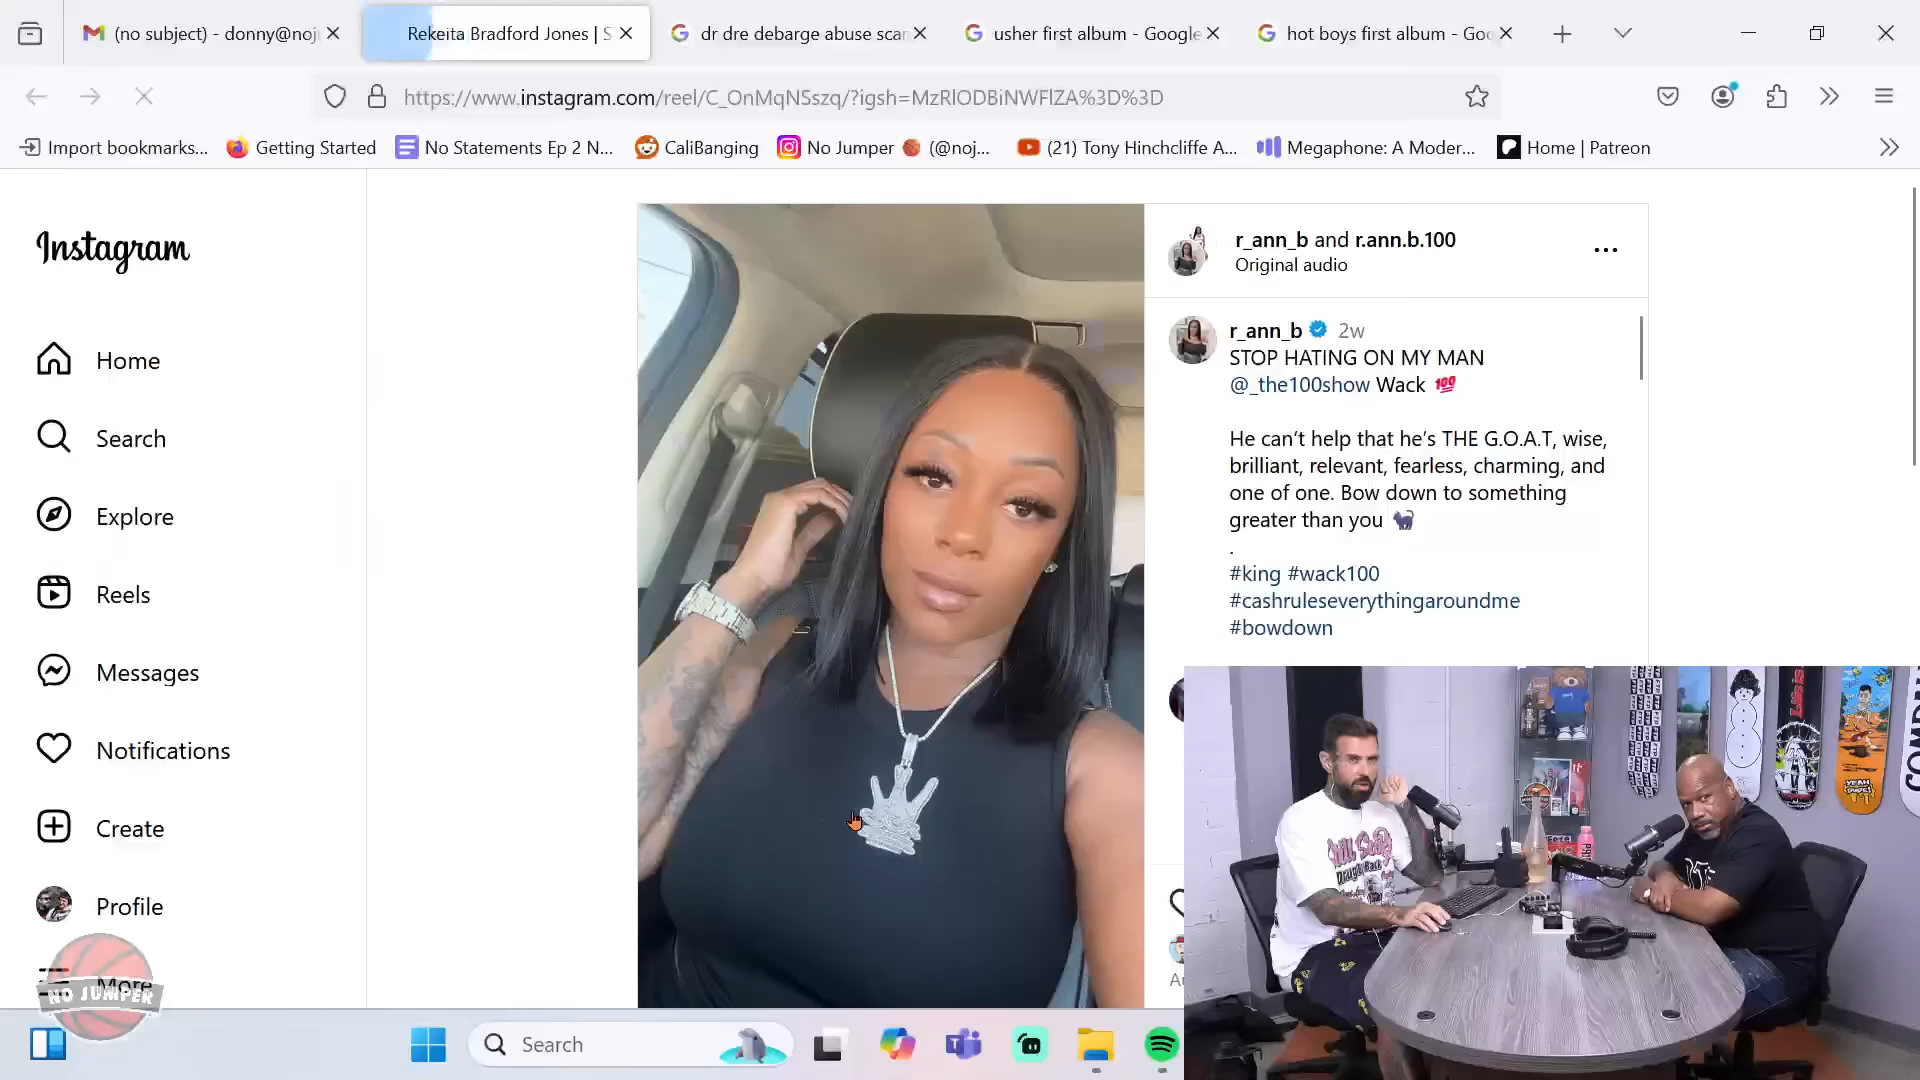 (no subject) - donny@noj
Rekeita Bradford Jones | S
dr dre debarge abuse scan
usher first album - Google
hot boys first album - Goo
https://www.instagram.com/reel/C_OnMqNSszq/?igsh=MzRlODBiNWFlZA%3D%3D
Import bookmarks...
Getting Started
No Statements Ep 2 N...
CaliBanging
No Jumper 🏀 (@noj...
(21) Tony Hinchcliffe A...
Megaphone: A Moder...
Home | Patreon
Instagram
Home
Search
Explore
Reels
Messages
Notifications
Create
Profile
More
NO JUMPER
r_ann_b and r.ann.b.100
Original audio
r_ann_b 2w
STOP HATING ON MY MAN
@_the100show Wack 💯
He can't help that he's THE G.O.A.T, wise,
brilliant, relevant, fearless, charming, and
one of one. Bow down to something
greater than you 🐈‍⬛
.
#king #wack100
#cashruleseverythingaroundme
#bowdown
Search